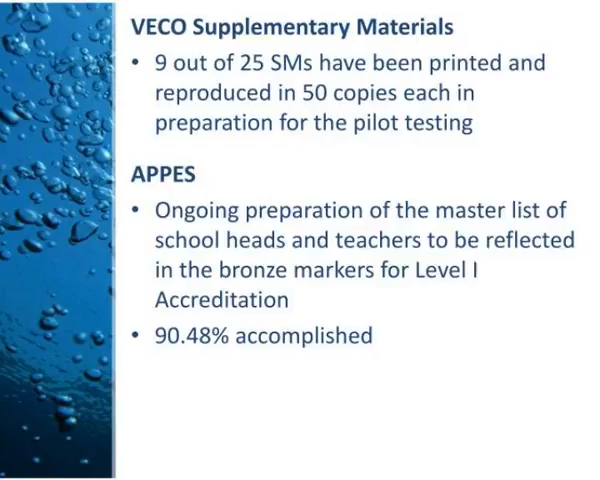 VECO Supplementary Materials
• 9 out of 25 SMs have been printed and
reproduced in 50 copies each in
preparation for the pilot testing
APPES
• Ongoing preparation of the master list of
school heads and teachers to be reflected
in the bronze markers for Level I
Accreditation
• 90.48% accomplished